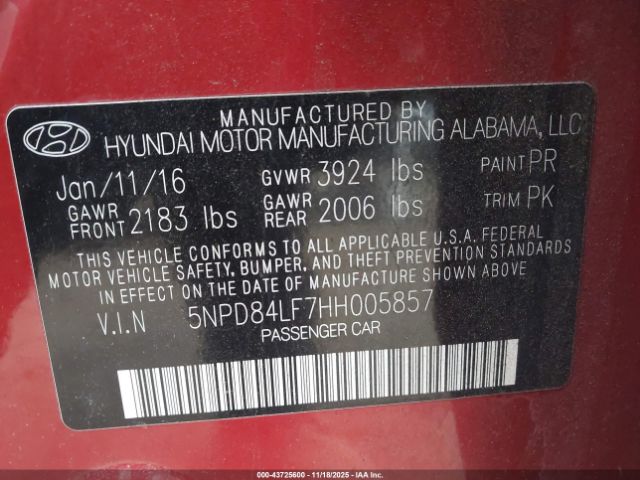 MANUFACTURED BY
HYUNDAI MOTOR MANUFACTURING ALABAMA, LLC
Jan/11/16 GVWR 3924 lbs PAINT PR
GAWR FRONT 2183 lbs GAWR REAR 2006 lbs TRIM PK
THIS VEHICLE CONFORMS TO ALL APPLICABLE U.S.A. FEDERAL
MOTOR VEHICLE SAFETY, BUMPER, AND THEFT PREVENTION STANDARDS
IN EFFECT ON THE DATE OF MANUFACTURE SHOWN ABOVE
V.I.N 5NPD84LF7HH005857
PASSENGER CAR
000-43725600 - 11/18/2025 - IAAI.COM